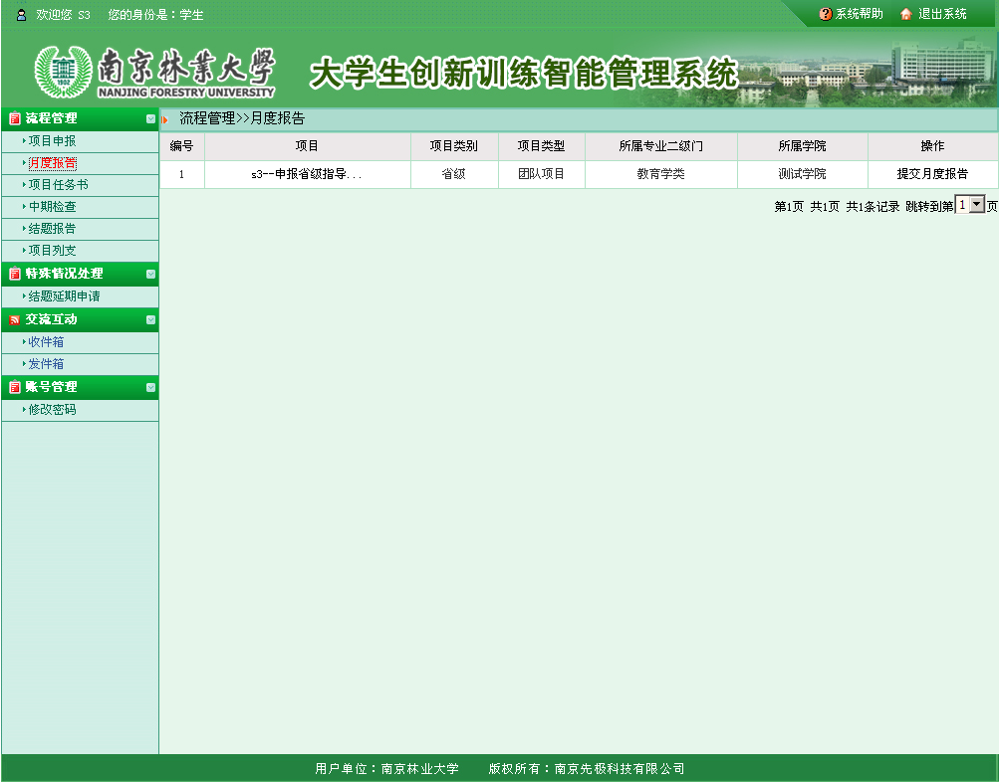 欢迎您 S3 您的身份是：学生 系统帮助 退出系统
南京林業大學 大学生创新训练智能管理系统
NANJING FORESTRY UNIVERSITY
流程管理 流程管理>>月度报告
项目申报
月度报告
项目任务书
中期检查
结题报告
项目列支
特殊情况处理
结题延期申请
交流互动
收件箱
发件箱
账号管理
修改密码
编号 项目 项目类别 项目类型 所属专业二级门 所属学院 操作
1 s3--申报省级指导... 省级 团队项目 教育学类 测试学院 提交月度报告
第1页 共1页 共1条记录 跳转到第 1 页
用户单位：南京林业大学 版权所有：南京先极科技有限公司